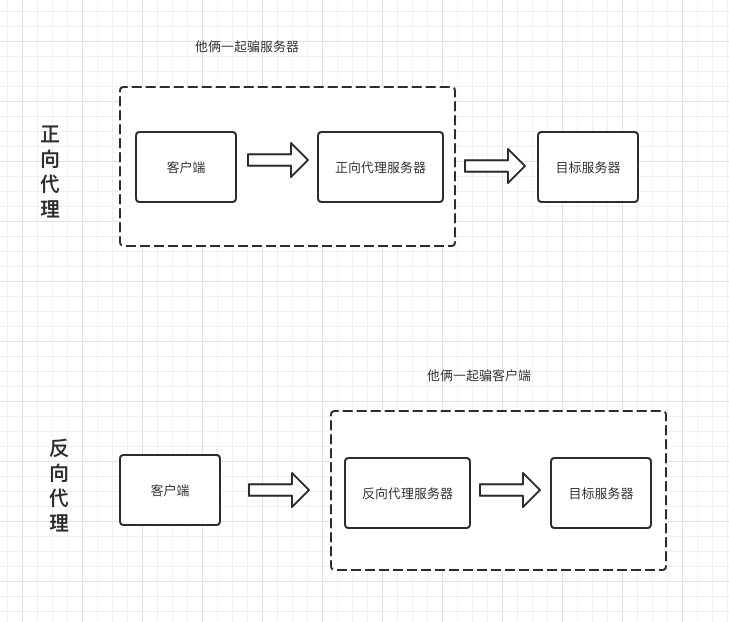 他俩一起骗服务器
正向代理
客户端
正向代理服务器
目标服务器
他俩一起骗客户端
反向代理
客户端
反向代理服务器
目标服务器